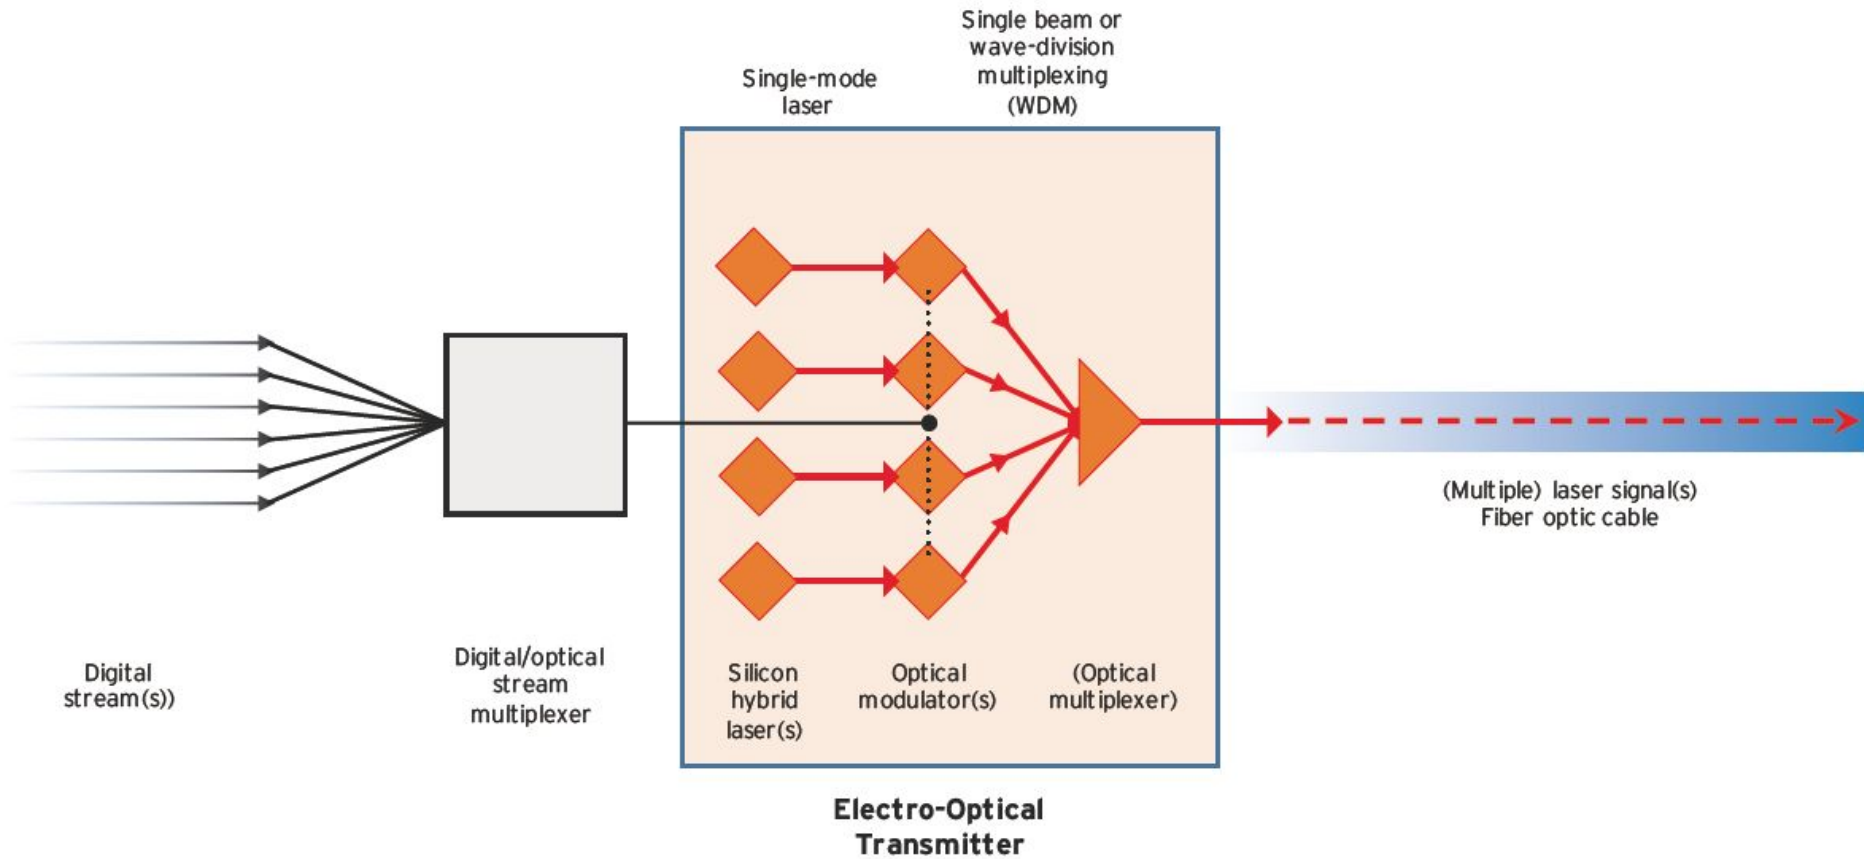 Single-mode
laser
Single beam or
wave-division
multiplexing
(WDM)
Digital
stream(s))
Digital/optical
stream
multiplexer
Silicon
hybrid
laser(s)
Optical
modulator(s)
(Optical
multiplexer)
(Multiple) laser signal(s)
Fiber optic cable
Electro-Optical
Transmitter